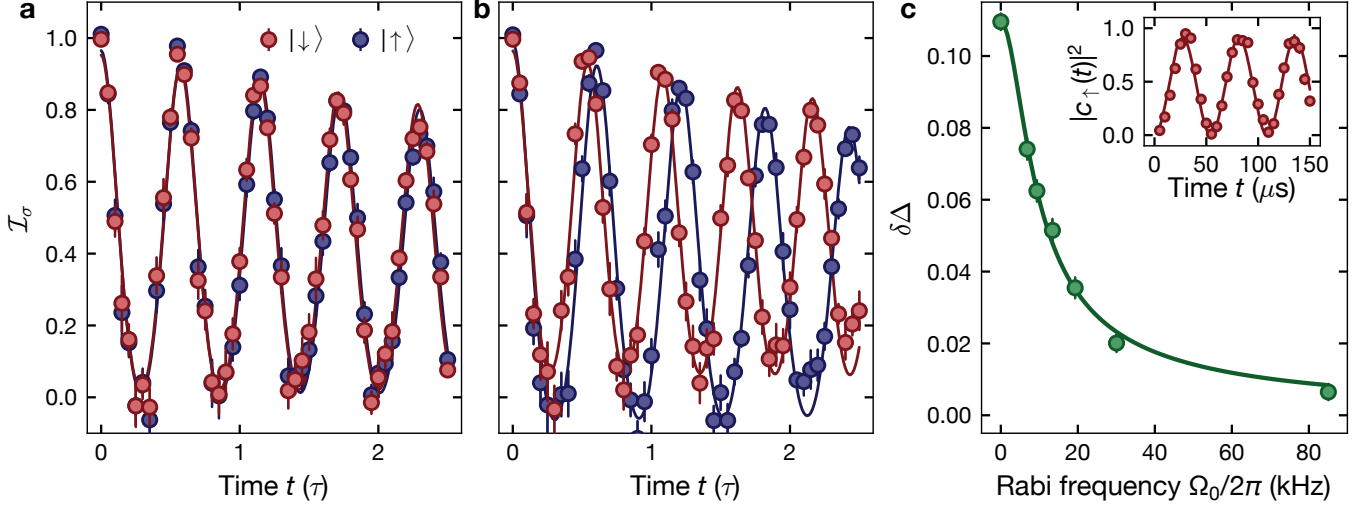 a
|↓⟩ |↑⟩
1.0
0.8
0.6
0.4
0.2
0.0
ℐσ
0 1 2
Time t (τ)
b
0 1 2
Time t (τ)
c
0.10
0.08
0.06
0.04
0.02
0.00
δΔ
0 20 40 60 80
Rabi frequency Ω₀/2π (kHz)
1.0
0.5
0.0
|c↑(t)|²
0 50 100 150
Time t (μs)